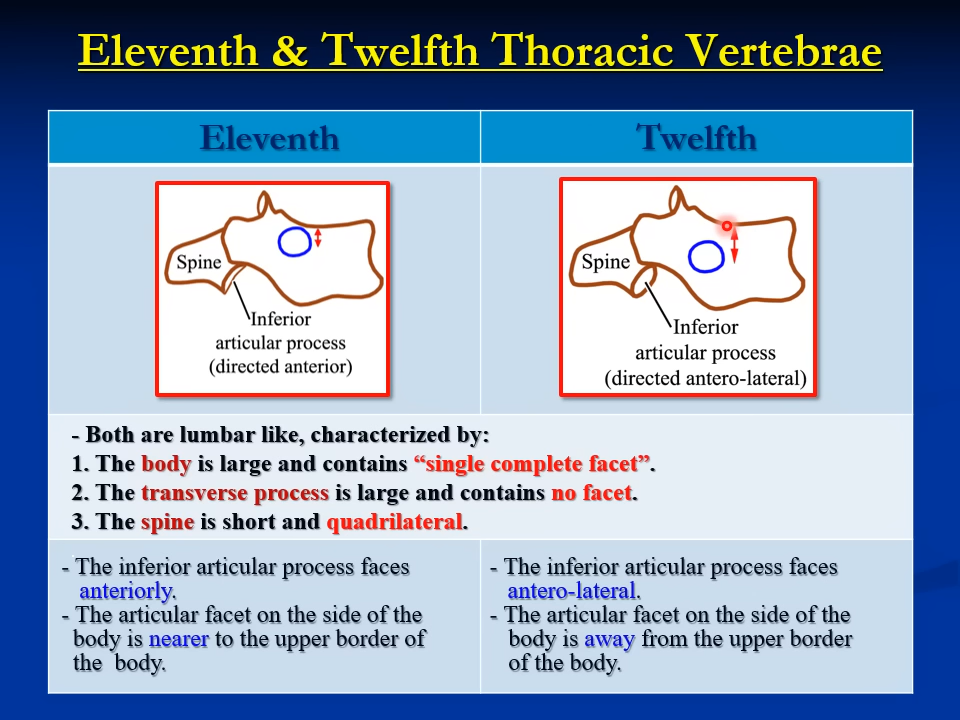 Eleventh & Twelfth Thoracic Vertebrae
Eleventh
Twelfth
Spine
Inferior
articular process
(directed anterior)
Spine
Inferior
articular process
(directed antero-lateral)
- Both are lumbar like, characterized by:
1. The body is large and contains “single complete facet”.
2. The transverse process is large and contains no facet.
3. The spine is short and quadrilateral.
- The inferior articular process faces
anteriorly.
- The articular facet on the side of the
body is nearer to the upper border of
the body.
- The inferior articular process faces
antero-lateral.
- The articular facet on the side of the
body is away from the upper border
of the body.